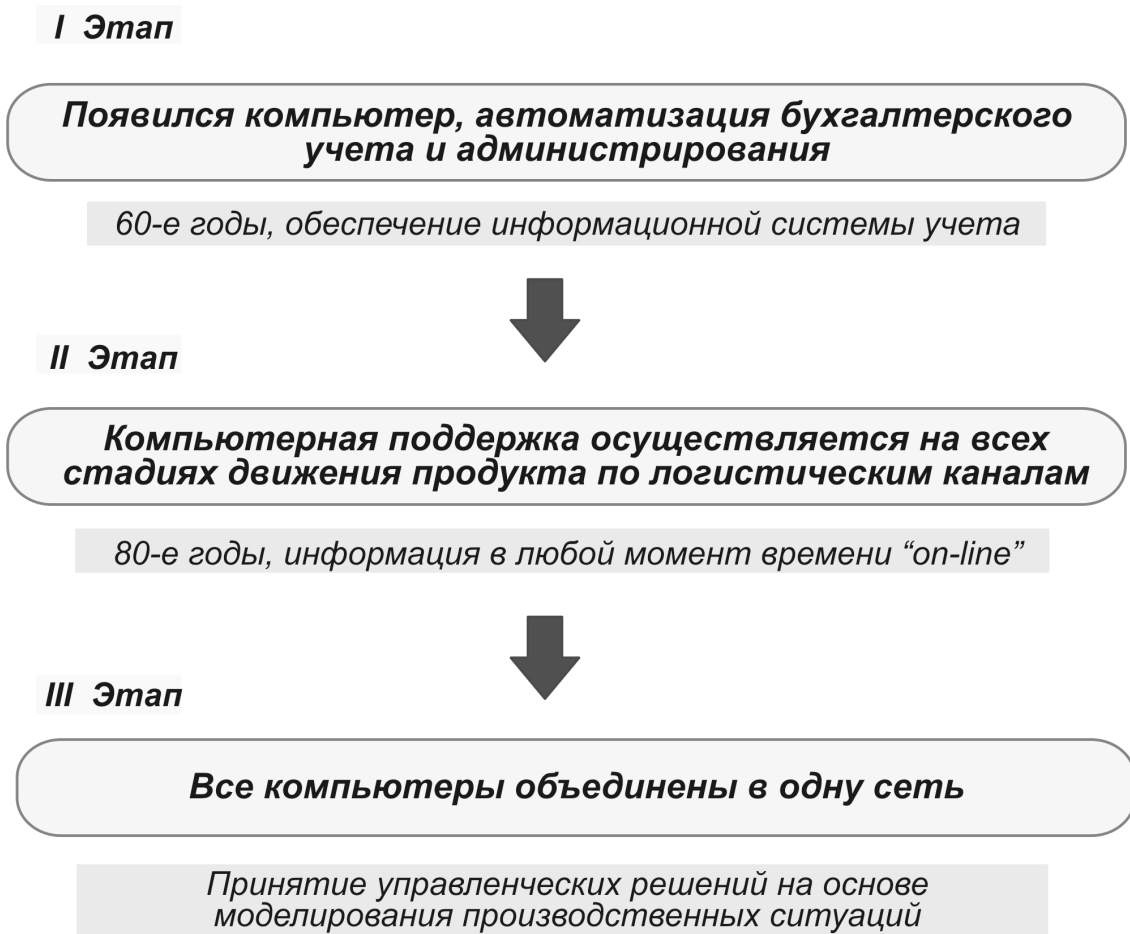 I Этап
Появился компьютер, автоматизация бухгалтерского
учета и администрирования
60-е годы, обеспечение информационной системы учета
II Этап
Компьютерная поддержка осуществляется на всех
стадиях движения продукта по логистическим каналам
80-е годы, информация в любой момент времени “on-line”
III Этап
Все компьютеры объединены в одну сеть
Принятие управленческих решений на основе
моделирования производственных ситуаций